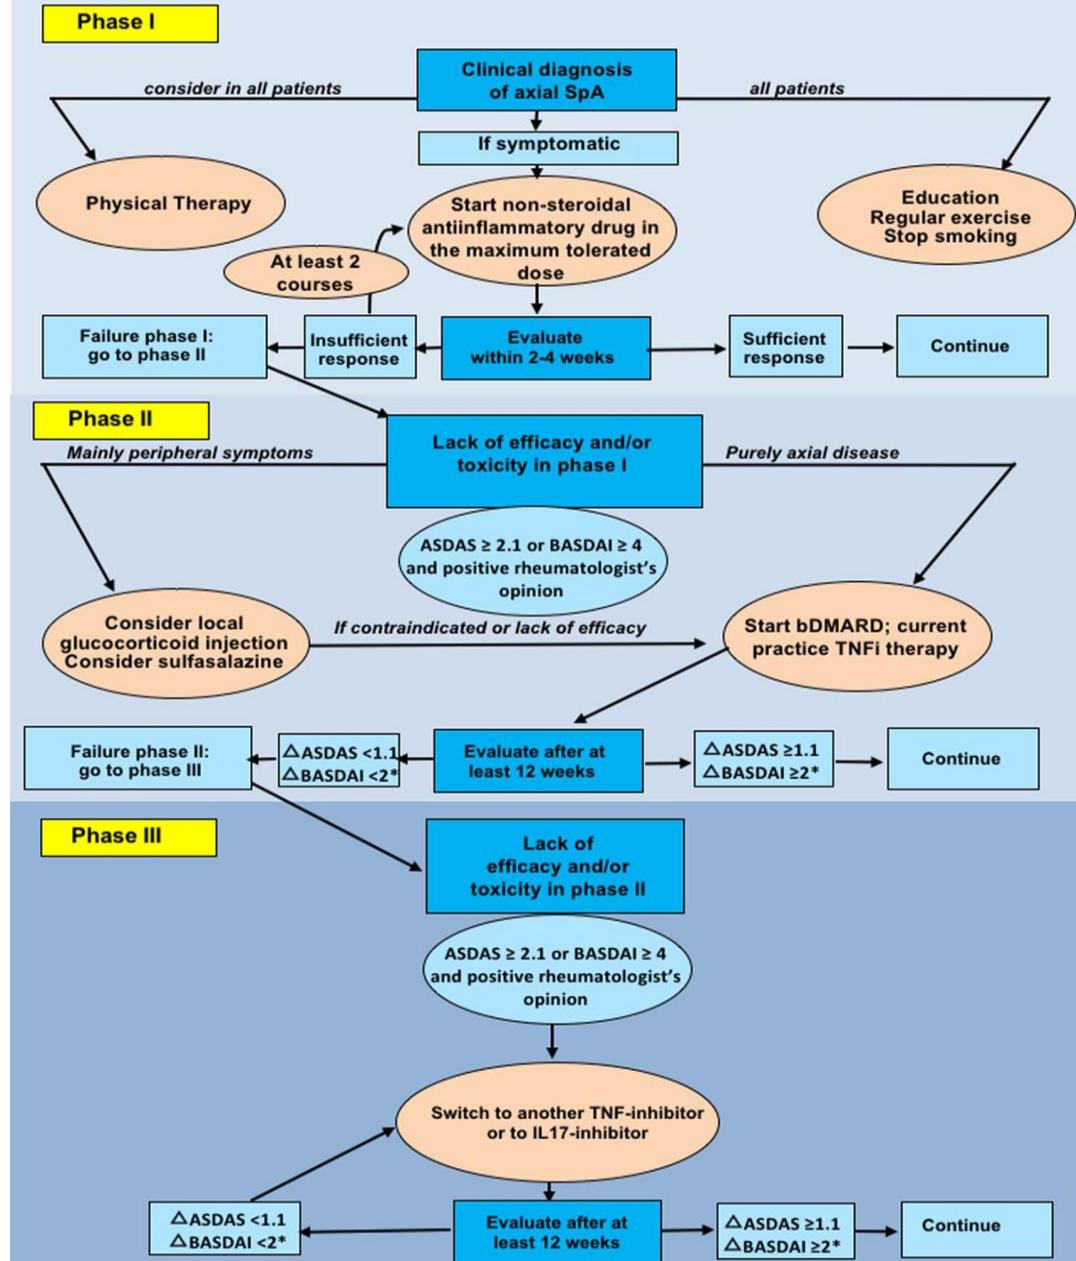 Phase I
Clinical diagnosis
of axial SpA
consider in all patients
all patients
If symptomatic
Physical Therapy
Start non-steroidal
antiinflammatory drug in
the maximum tolerated
dose
Education
Regular exercise
Stop smoking
At least 2
courses
Failure phase I:
go to phase II
Insufficient
response
Evaluate
within 2-4 weeks
Sufficient
response
Continue
Phase II
Lack of efficacy and/or
toxicity in phase I
Mainly peripheral symptoms
Purely axial disease
ASDAS ≥ 2.1 or BASDAI ≥ 4
and positive rheumatologist's
opinion
Consider local
glucocorticoid injection
Consider sulfasalazine
If contraindicated or lack of efficacy
Start bDMARD; current
practice TNFi therapy
Failure phase II:
go to phase III
△ASDAS <1.1
△BASDAI <2*
Evaluate after at
least 12 weeks
△ASDAS ≥1.1
△BASDAI ≥2*
Continue
Phase III
Lack of
efficacy and/or
toxicity in phase II
ASDAS ≥ 2.1 or BASDAI ≥ 4
and positive rheumatologist's
opinion
Switch to another TNF-inhibitor
or to IL17-inhibitor
△ASDAS <1.1
△BASDAI <2*
Evaluate after at
least 12 weeks
△ASDAS ≥1.1
△BASDAI ≥2*
Continue